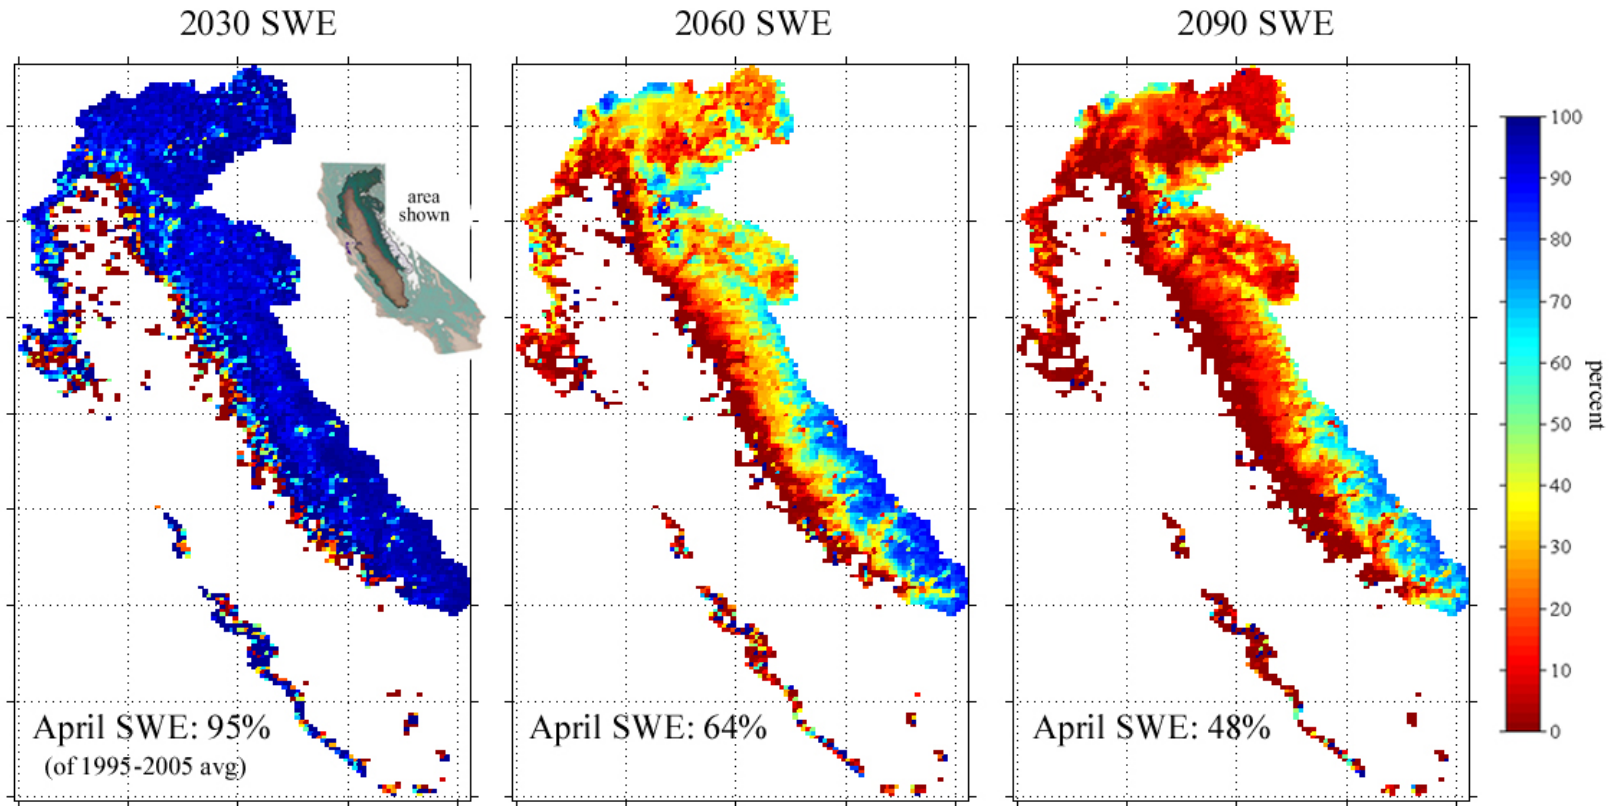 2030 SWE
2060 SWE
2090 SWE
area
shown
April SWE: 95%
(of 1995-2005 avg)
April SWE: 64%
April SWE: 48%
100
90
80
70
60
50
40
30
20
10
0
percent